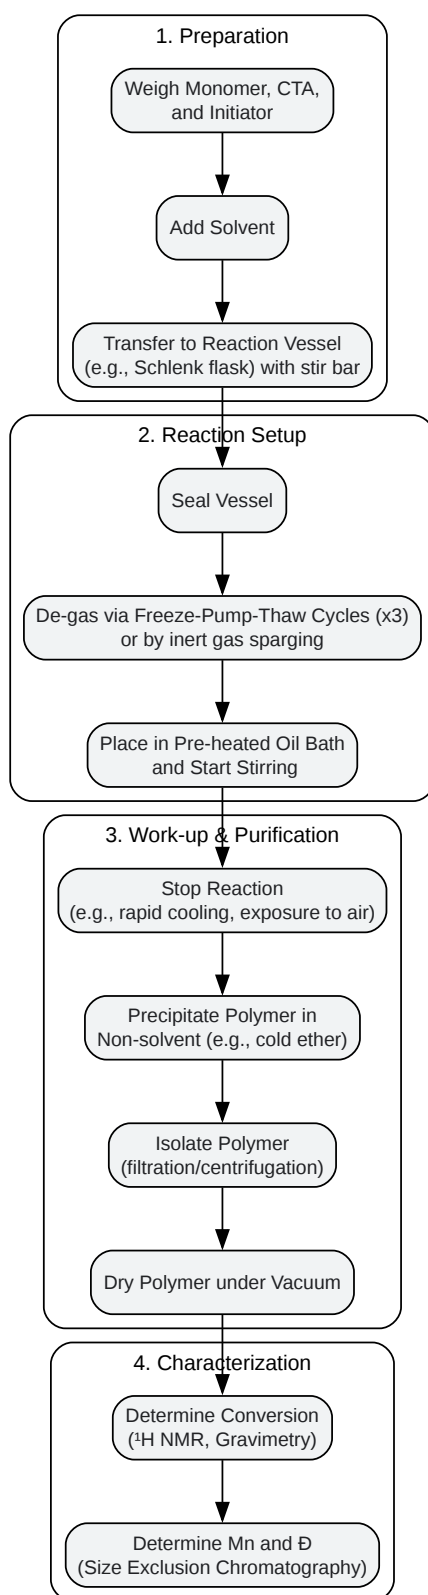 1. Preparation
Weigh Monomer, CTA,
and Initiator
Add Solvent
Transfer to Reaction Vessel
(e.g., Schlenk flask) with stir bar
2. Reaction Setup
Seal Vessel
De-gas via Freeze-Pump-Thaw Cycles (x3)
or by inert gas sparging
Place in Pre-heated Oil Bath
and Start Stirring
3. Work-up & Purification
Stop Reaction
(e.g., rapid cooling, exposure to air)
Precipitate Polymer in
Non-solvent (e.g., cold ether)
Isolate Polymer
(filtration/centrifugation)
Dry Polymer under Vacuum
4. Characterization
Determine Conversion
(¹H NMR, Gravimetry)
Determine Mn and Đ
(Size Exclusion Chromatography)